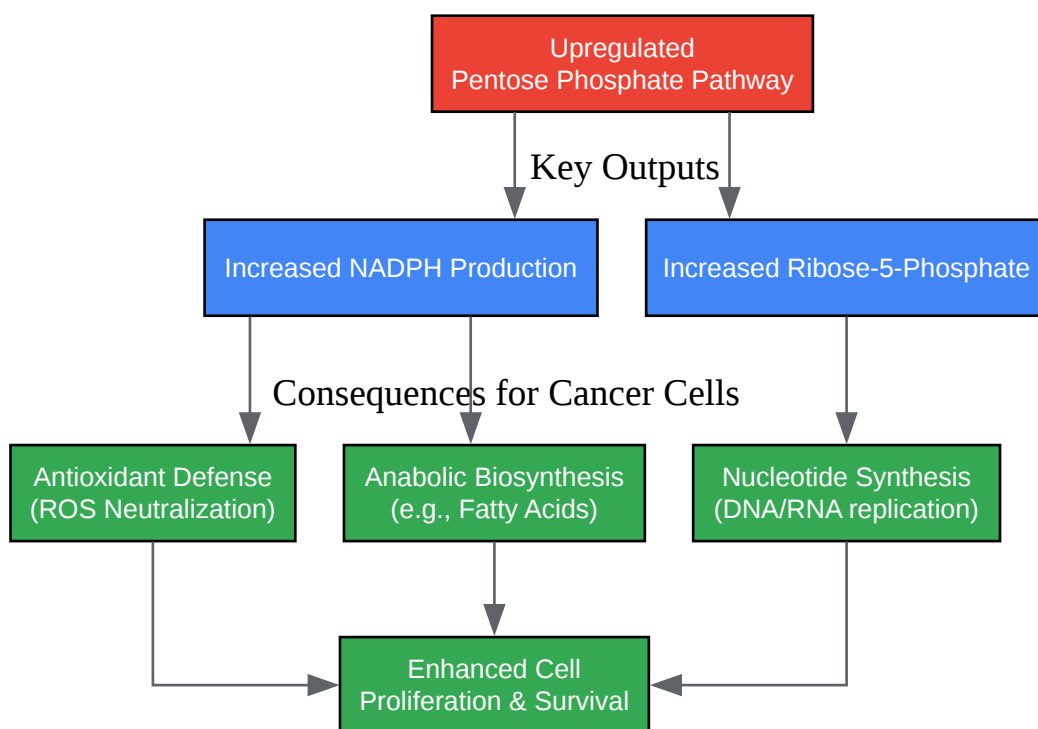 Upregulated
Pentose Phosphate Pathway
Key Outputs
Increased NADPH Production
Increased Ribose-5-Phosphate
Consequences for Cancer Cells
Antioxidant Defense
(ROS Neutralization)
Anabolic Biosynthesis
(e.g., Fatty Acids)
Nucleotide Synthesis
(DNA/RNA replication)
Enhanced Cell
Proliferation & Survival